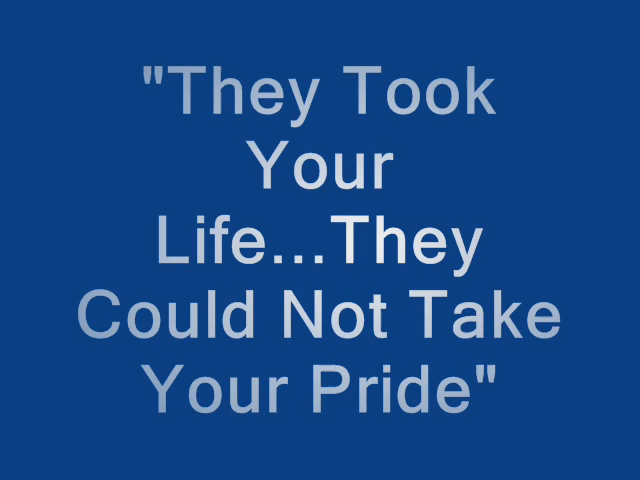 "They Took
Your
Life...They
Could Not Take
Your Pride"